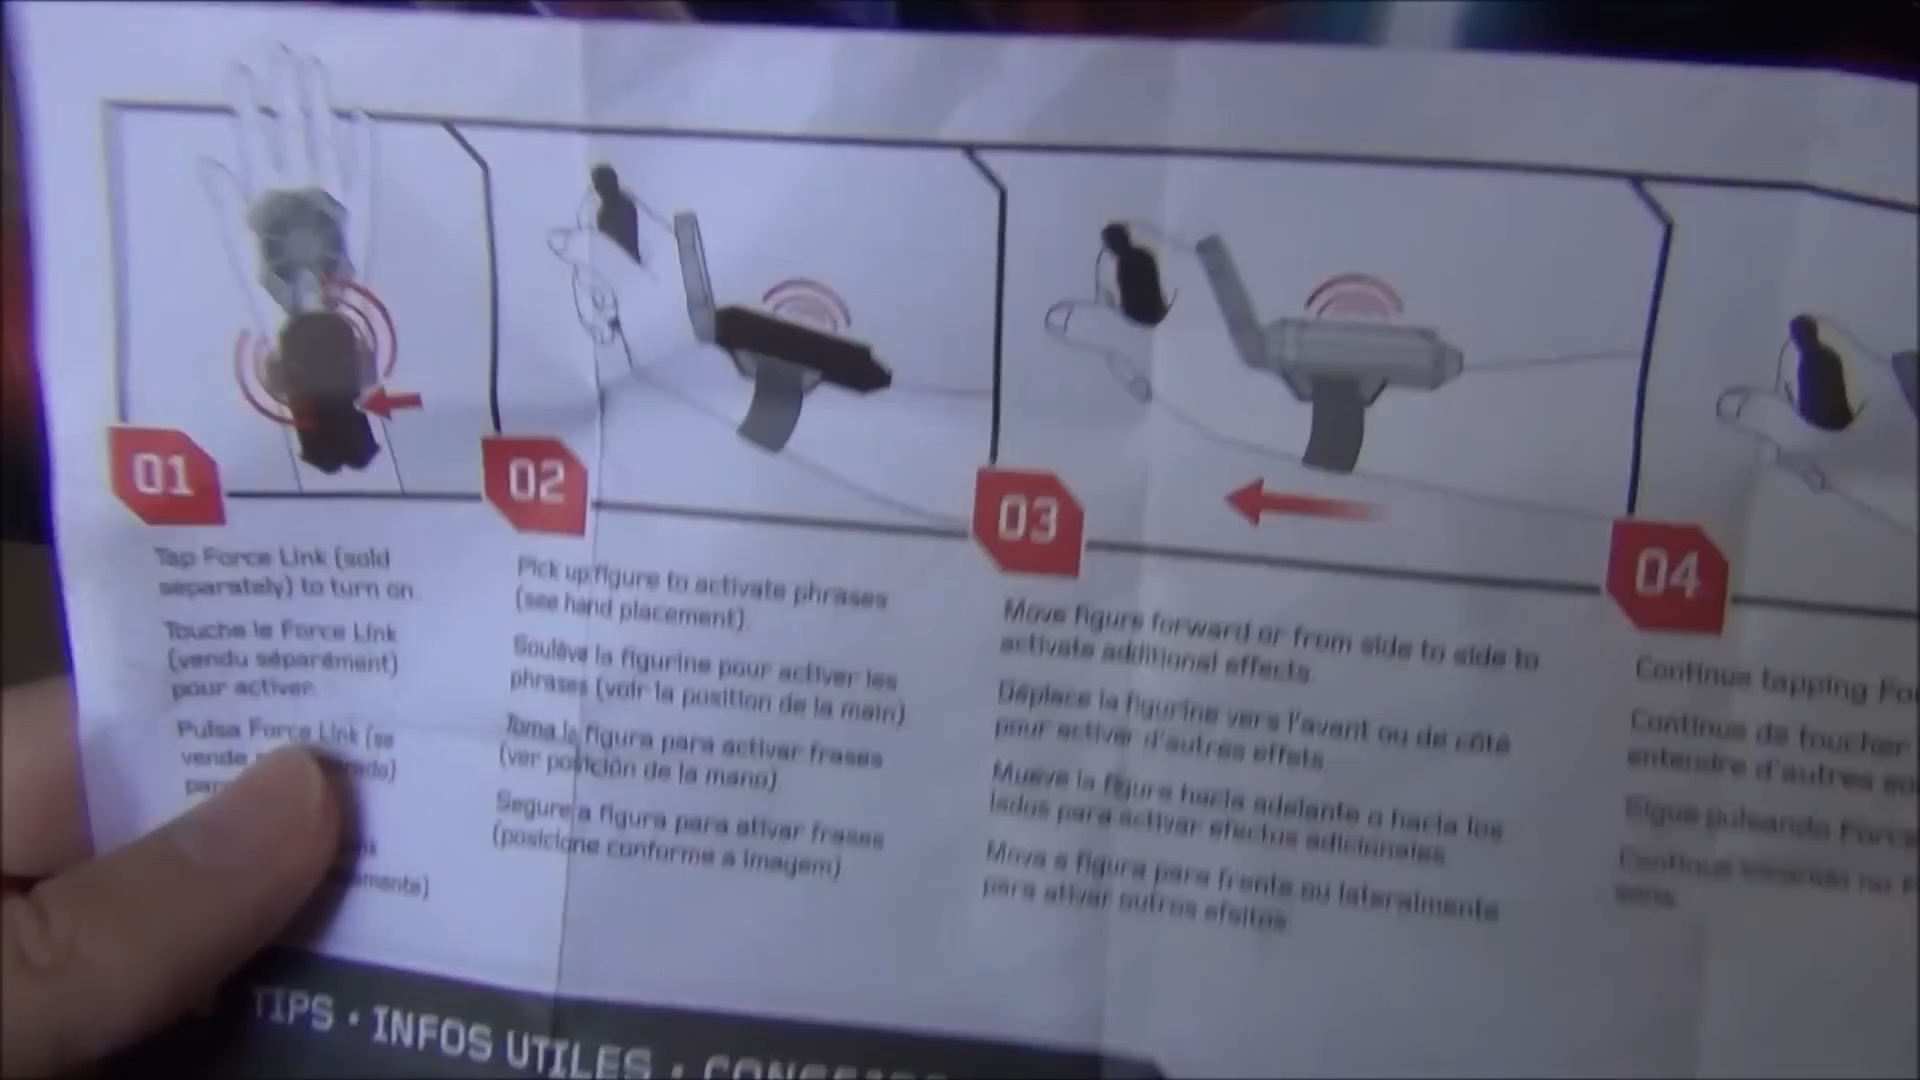 01
Tap Force Link (sold
separately) to turn on.
Touche le Force Link
(vendu séparément)
pour activer.
Pulsa Force Link (se
vende
02
Pick up figure to activate phrases
(see hand placement).
Soulève la figurine pour activer les
phrases (voir la position de la main)
Toma la figura para activar frases
(ver posición de la mano)
Segure a figura para ativar frases
(posicione conforme a imagem)
03
Move figure forward or from side to side to
activate additional effects.
Déplace la figurine vers l'avant ou de côté
pour activer d'autres effets
Mueve la figura hacia adelante o hacia los
lados para activar efectos adicionales
Mova a figura para frente ou lateralmente
para ativar outros efeitos
04
Continue tapping
Continue de toucher
entendre d'autres
Sigue pulsando
Continue
TIPS • INFOS UTILES •